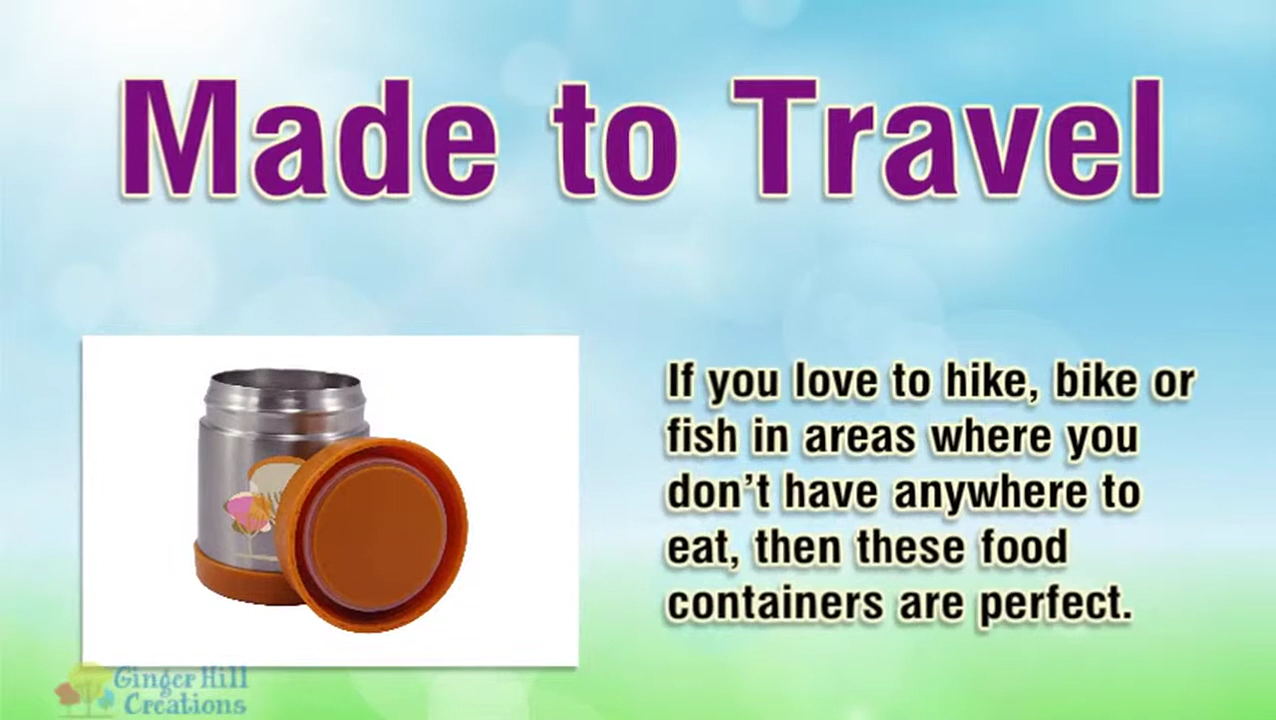 Made to Travel
If you love to hike, bike or
fish in areas where you
don’t have anywhere to
eat, then these food
containers are perfect.
Ginger Hill
Creations